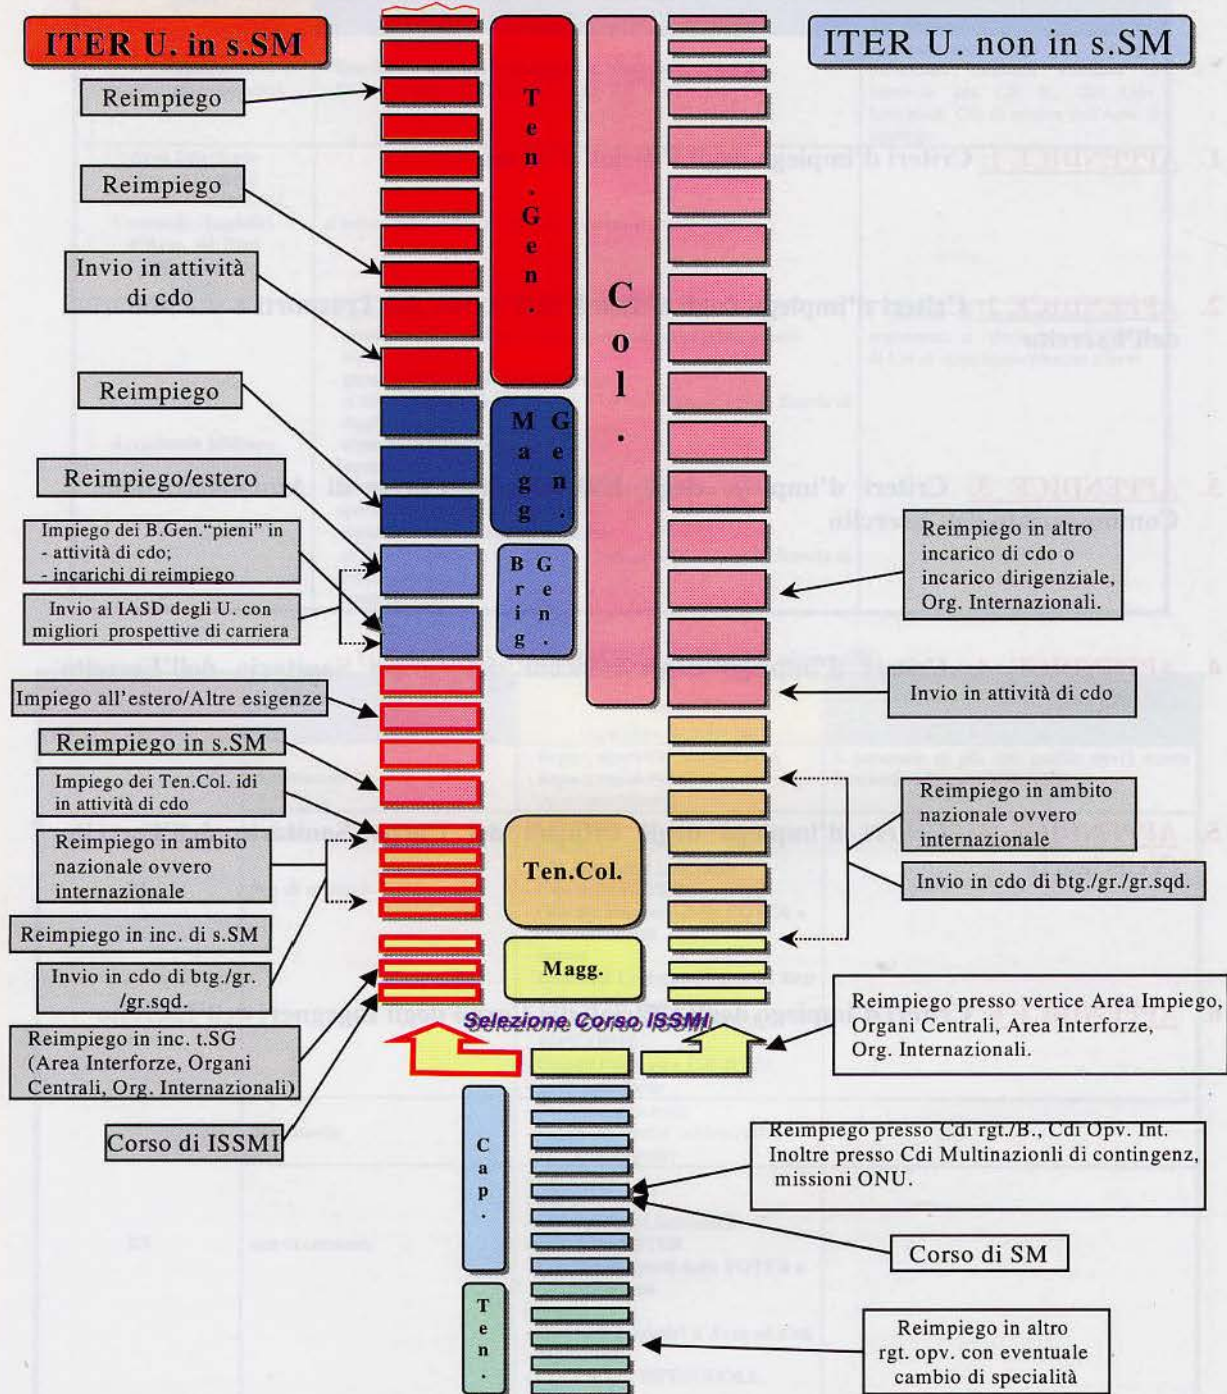 ITER U. in s.SM
ITER U. non in s.SM
Reimpiego
Reimpiego
Invio in attività
di cdo
Reimpiego
Reimpiego/estero
Impiego dei B.Gen."pieni" in
- attività di cdo;
- incarichi di reimpiego
Invio al IASD degli U. con
migliori prospettive di carriera
Impiego all'estero/Altre esigenze
Reimpiego in s.SM
Impiego dei Ten.Col. idi
in attività di cdo
Reimpiego in ambito
nazionale ovvero
internazionale
Reimpiego in inc. di s.SM
Invio in cdo di btg./gr.
/gr.sqd.
Reimpiego in inc. t.SG
(Area Interforze, Organi
Centrali, Org. Internazionali)
Corso di ISSMI
Ten.Gen.
Magg Gen.
Brig Gen.
Col.
Ten.Col.
Magg.
Selezione Corso ISSMI
Cap.
Ten.
Reimpiego in altro
incarico di cdo o
incarico dirigenziale,
Org. Internazionali.
Invio in attività di cdo
Reimpiego in ambito
nazionale ovvero
internazionale
Invio in cdo di btg./gr./gr.sqd.
Reimpiego presso vertice Area Impiego,
Organi Centrali, Area Interforze,
Org. Internazionali.
Reimpiego presso Cdi rgt./B., Cdi Opv. Int.
Inoltre presso Cdi Multinazionli di contingenz,
missioni ONU.
Corso di SM
Reimpiego in altro
rgt. opv. con eventuale
cambio di specialità